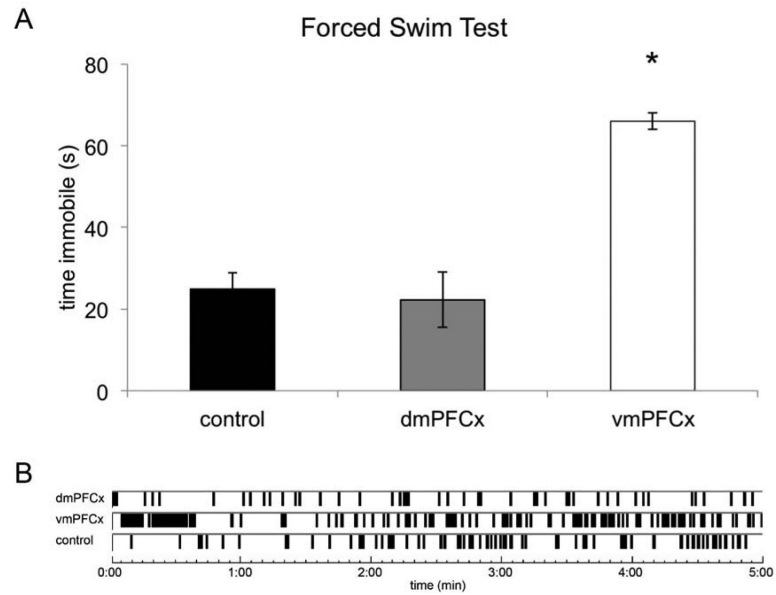 A
Forced Swim Test
*
time immobile (s)
80
60
40
20
0
control dmPFCx vmPFCx
B
dmPFCx
vmPFCx
control
0:00 1:00 2:00 3:00 4:00 5:00
time (min)